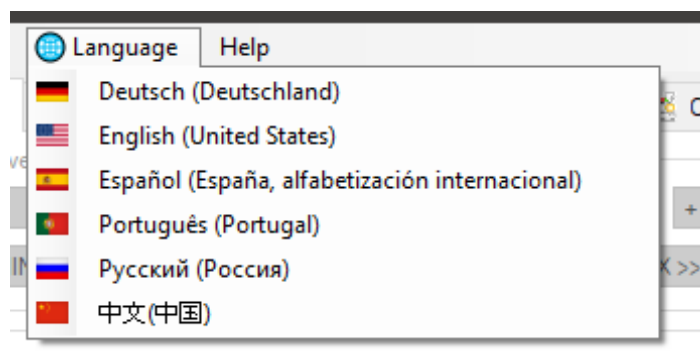 Language Help
Deutsch (Deutschland)
English (United States)
Español (España, alfabetización internacional)
Português (Portugal)
Русский (Россия)
中文(中国)